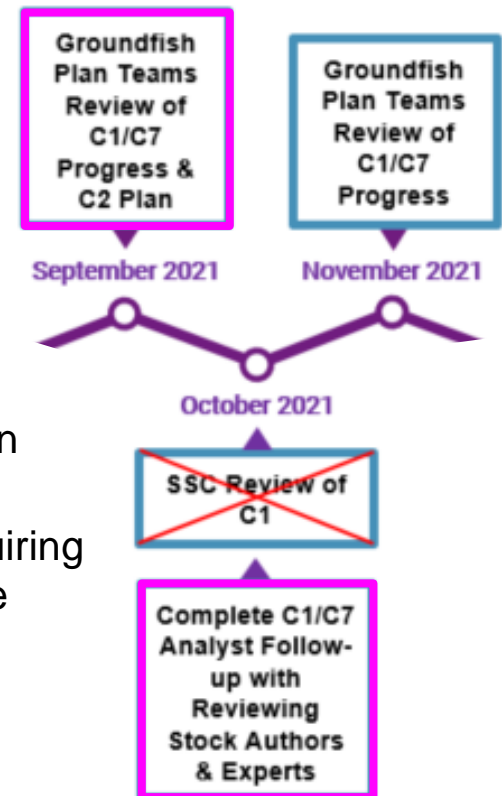 Groundfish
Plan Teams
Review of
C1/C7
Progress &
C2 Plan
Groundfish
Plan Teams
Review of
C1/C7
Progress
September 2021
November 2021
October 2021
n
SSC Review of
C1
uiring
e
Complete C1/C7
Analyst Follow-
up with
Reviewing
Stock Authors
& Experts